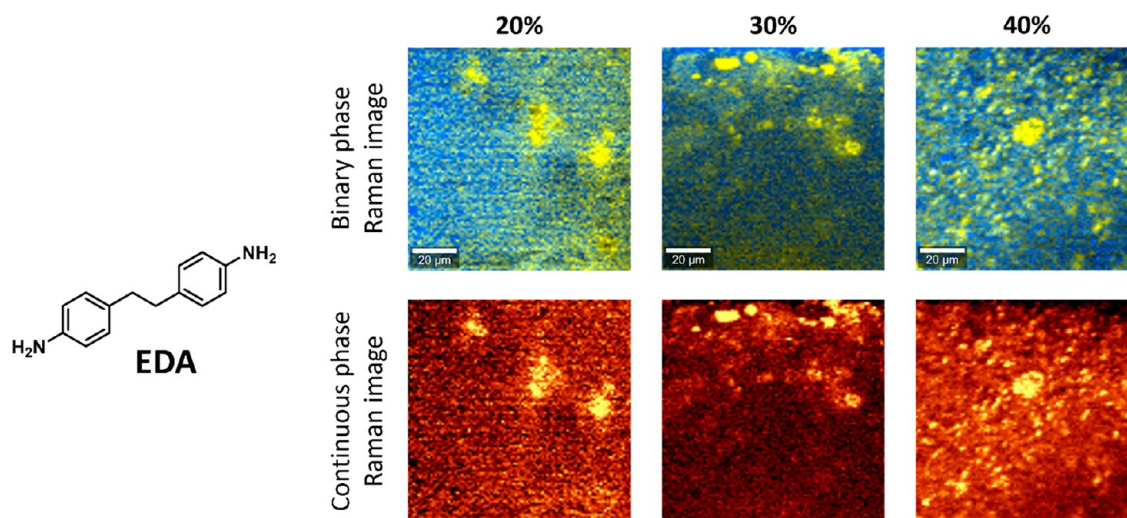 20%
30%
40%
Binary phase
Raman image
20 µm
20 µm
20 µm
NH₂
H₂N
EDA
Continuous phase
Raman image